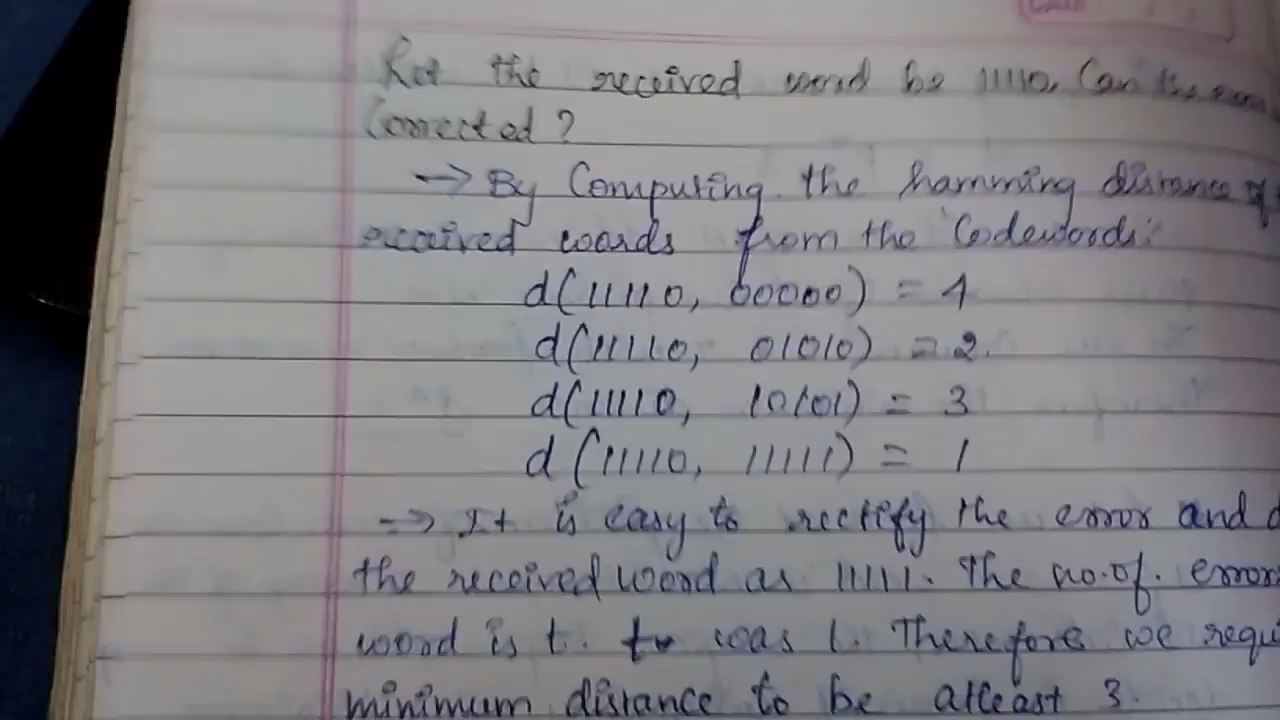 Let the received word be 11110. Can the
Corrected ?
→ By Computing the hamming distance of
received words from the Codewords:
d(11110, 00000) = 4
d(11110, 01010) = 2.
d(11110, 10101) = 3
d(11110, 11111) = 1
→ It is easy to rectify the error and
the received word as 11111. The no.of. error
word is t. t was 1. Therefore we requi
minimum distance to be atleast 3.